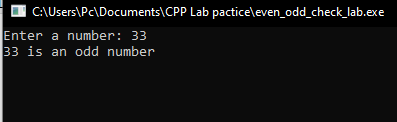 C:\Users\Pc\Documents\CPP Lab pactice\even_odd_check_lab.exe
Enter a number: 33
33 is an odd number